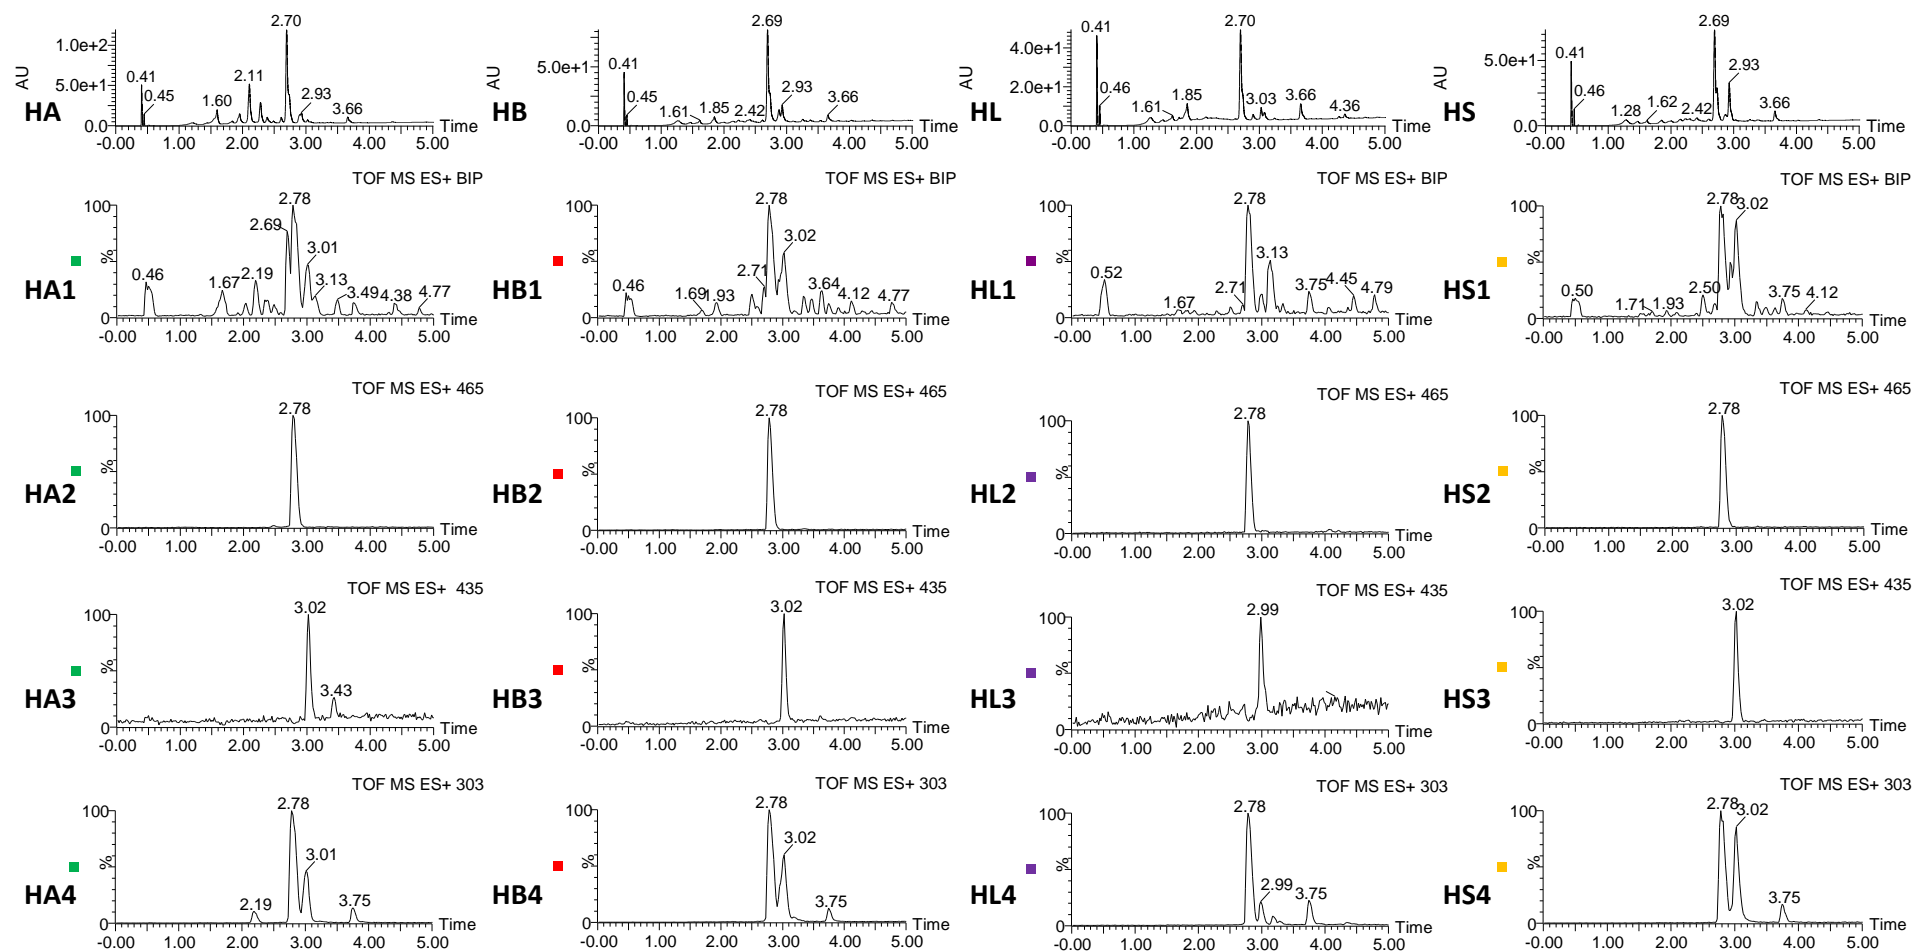 2.70
1.0e+2
5.0e+1
0.0
AU
HA
0.41
0.45
1.60
2.11
2.93
3.66
Time
-0.00 1.00 2.00 3.00 4.00 5.00
2.69
5.0e+1
0.0
AU
HB
0.41
0.45
1.61
1.85
2.42
2.93
3.66
Time
-0.00 1.00 2.00 3.00 4.00 5.00
2.70
4.0e+1
2.0e+1
0.0
AU
HL
0.41
0.46
1.61
1.85
3.03
3.66
4.36
Time
-0.00 1.00 2.00 3.00 4.00 5.00
2.69
5.0e+1
0.0
AU
HS
0.41
0.46
1.28
1.62
2.42
2.93
3.66
Time
-0.00 1.00 2.00 3.00 4.00 5.00
TOF MS ES+ BIP
100
%
0
HA1
0.46
1.67
2.19
2.69
2.78
3.01
3.13
3.49
4.38
4.77
Time
-0.00 1.00 2.00 3.00 4.00 5.00
TOF MS ES+ BIP
100
%
0
HB1
0.46
1.69
1.93
2.71
2.78
3.02
3.64
4.12
4.77
Time
-0.00 1.00 2.00 3.00 4.00 5.00
TOF MS ES+ BIP
100
%
0
HL1
0.52
1.67
2.71
2.78
3.13
3.75
4.45
4.79
Time
-0.00 1.00 2.00 3.00 4.00 5.00
TOF MS ES+ BIP
100
%
0
HS1
0.50
1.71
1.93
2.50
2.78
3.02
3.75
4.12
Time
-0.00 1.00 2.00 3.00 4.00 5.00
TOF MS ES+ 465
100
%
0
HA2
2.78
Time
-0.00 1.00 2.00 3.00 4.00 5.00
TOF MS ES+ 465
100
%
0
HB2
2.78
Time
-0.00 1.00 2.00 3.00 4.00 5.00
TOF MS ES+ 465
100
%
0
HL2
2.78
Time
-0.00 1.00 2.00 3.00 4.00 5.00
TOF MS ES+ 465
100
%
0
HS2
2.78
Time
-0.00 1.00 2.00 3.00 4.00 5.00
TOF MS ES+ 435
100
%
0
HA3
3.02
3.43
Time
-0.00 1.00 2.00 3.00 4.00 5.00
TOF MS ES+ 435
100
%
0
HB3
3.02
Time
-0.00 1.00 2.00 3.00 4.00 5.00
TOF MS ES+ 435
100
%
0
HL3
2.99
Time
-0.00 1.00 2.00 3.00 4.00 5.00
TOF MS ES+ 435
100
%
0
HS3
3.02
Time
-0.00 1.00 2.00 3.00 4.00 5.00
TOF MS ES+ 303
100
%
0
HA4
2.19
2.78
3.01
3.75
Time
-0.00 1.00 2.00 3.00 4.00 5.00
TOF MS ES+ 303
100
%
0
HB4
2.78
3.02
3.75
Time
-0.00 1.00 2.00 3.00 4.00 5.00
TOF MS ES+ 303
100
%
0
HL4
2.78
2.99
3.75
Time
-0.00 1.00 2.00 3.00 4.00 5.00
TOF MS ES+ 303
100
%
0
HS4
2.78
3.02
3.75
Time
-0.00 1.00 2.00 3.00 4.00 5.00